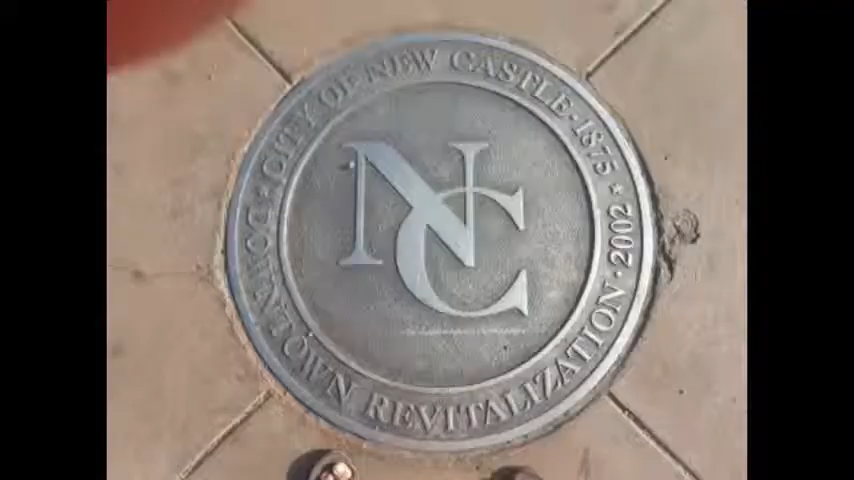 CITY OF NEW CASTLE · 1875
DOWNTOWN REVITALIZATION · 2002
NC